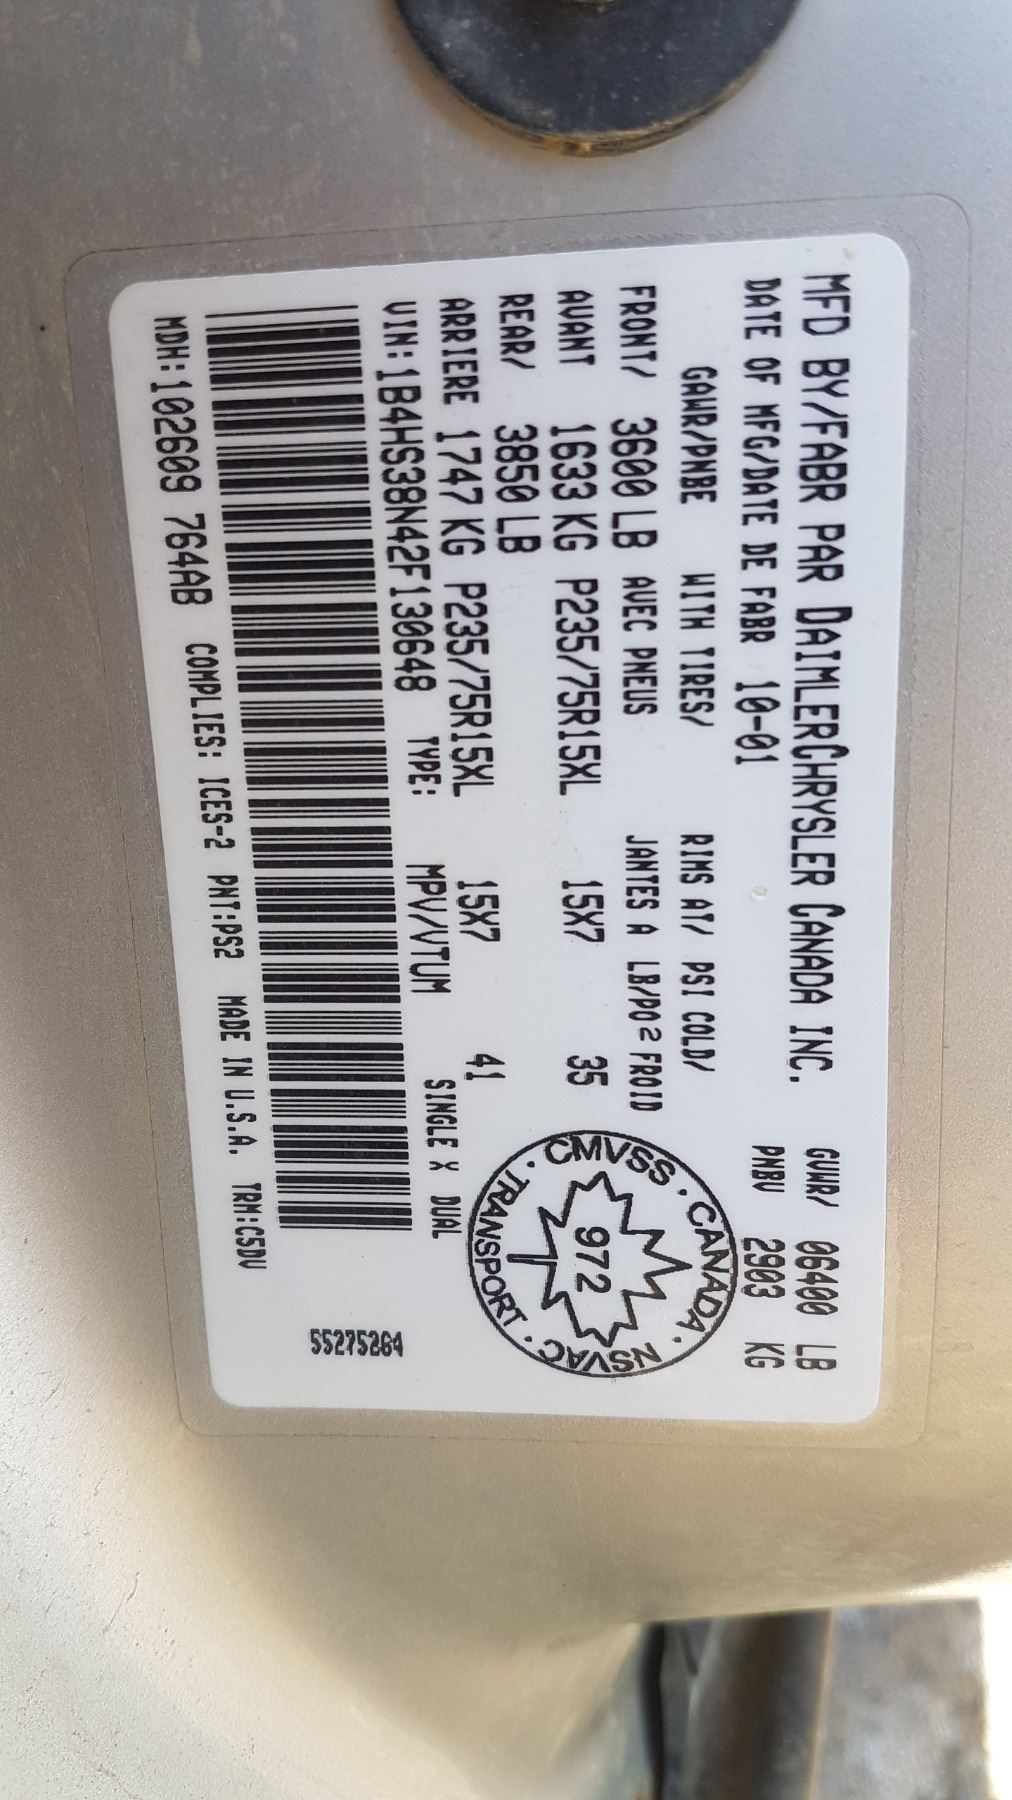 MFD BY/FABR PAR DAIMLERCHRYSLER CANADA INC. GVWR/ 06400 LB
DATE OF MFG/DATE DE FABR 10-01 PNBV 2903 KG
GAWR/PNBE WITH TIRES/ RIMS AT/ PSI COLD/
FRONT/ 3600 LB AVEC PNEUS JANTES A LB/PO² FROID
AVANT 1633 KG P235/75R15XL 15X7 35
REAR/ 3850 LB
ARRIERE 1747 KG P235/75R15XL 15X7 41
VIN: 1B4HS38N42F130648 TYPE: MPV/VTUM SINGLE X DUAL
MDH: 102609 764AB COMPLIES: ICES-2 PNT:PS2 MADE IN U.S.A. TRM:C5DV
55275264
CMVSS · CANADA · NSVAC · TRANSPORT ·
972